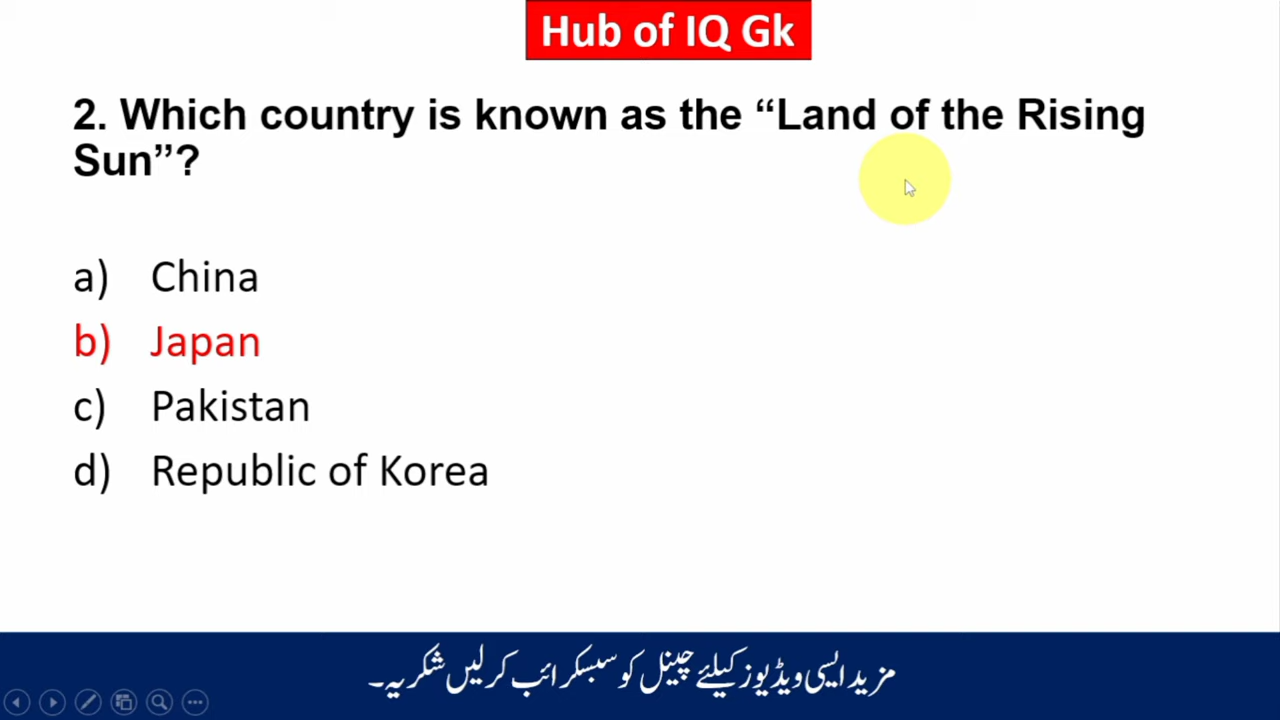 Hub of IQ Gk
2. Which country is known as the “Land of the Rising
Sun”?
a) China
b) Japan
c) Pakistan
d) Republic of Korea
مزید ایسی ویڈیوز کیلئے چینل کو سبسکرائب کر لیں شکریہ۔